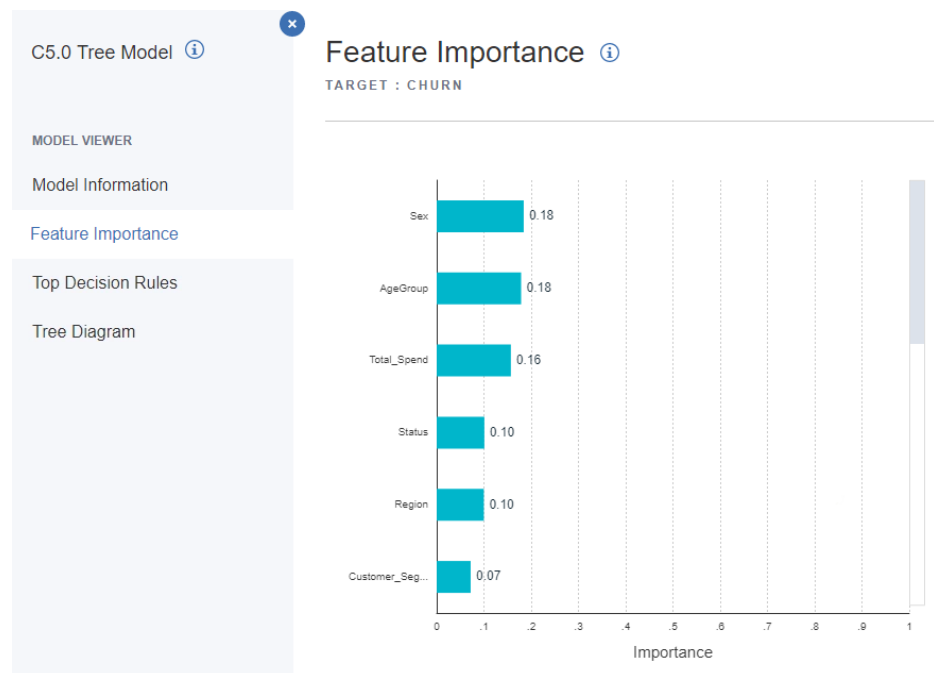 C5.0 Tree Model
MODEL VIEWER
Model Information
Feature Importance
Top Decision Rules
Tree Diagram
Feature Importance
TARGET : CHURN
Sex
0.18
AgeGroup
0.18
Total_Spend
0.16
Status
0.10
Region
0.10
Customer_Seg...
0.07
0 .1 .2 .3 .4 .5 .6 .7 .8 .9 1
Importance